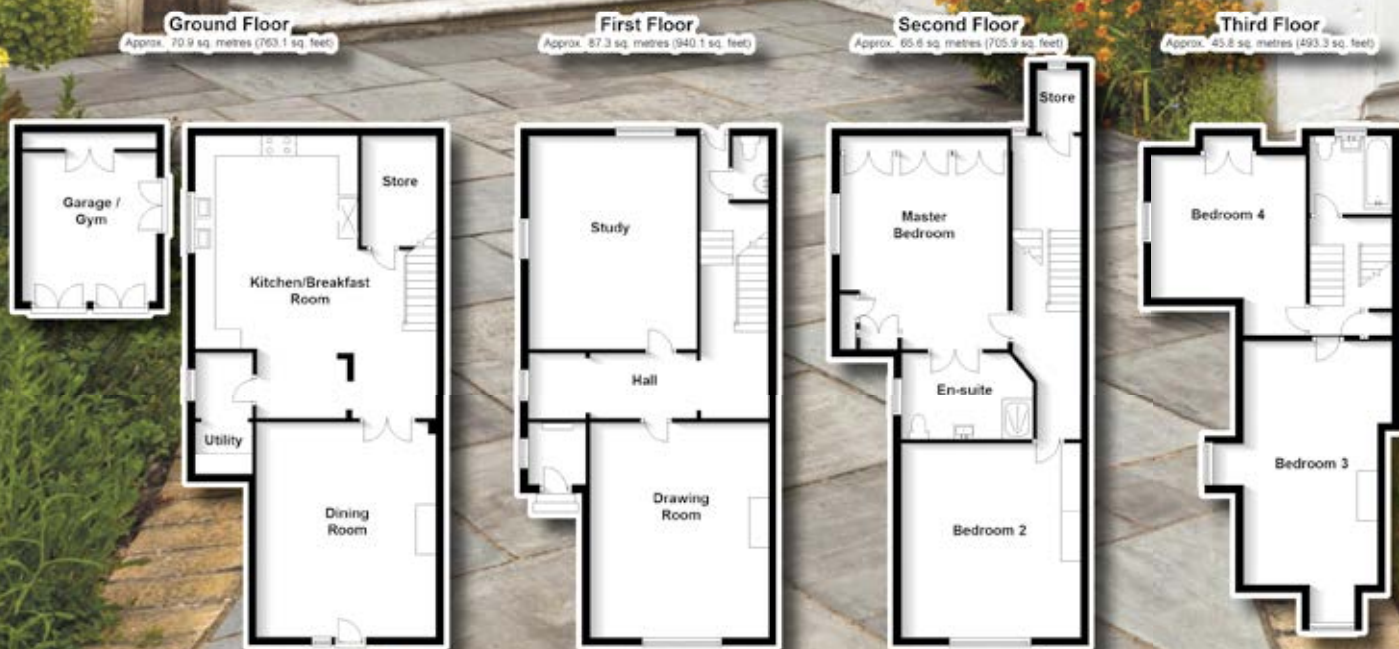 Ground Floor
Approx. 70.9 sq. metres (763.1 sq. feet)
Garage /
Gym
Store
Kitchen/Breakfast
Room
Utility
Dining
Room
First Floor
Approx. 87.3 sq. metres (940.1 sq. feet)
Study
Hall
Drawing
Room
Second Floor
Approx. 65.6 sq. metres (705.9 sq. feet)
Store
Master
Bedroom
En-suite
Bedroom 2
Third Floor
Approx. 45.8 sq. metres (493.3 sq. feet)
Bedroom 4
Bedroom 3